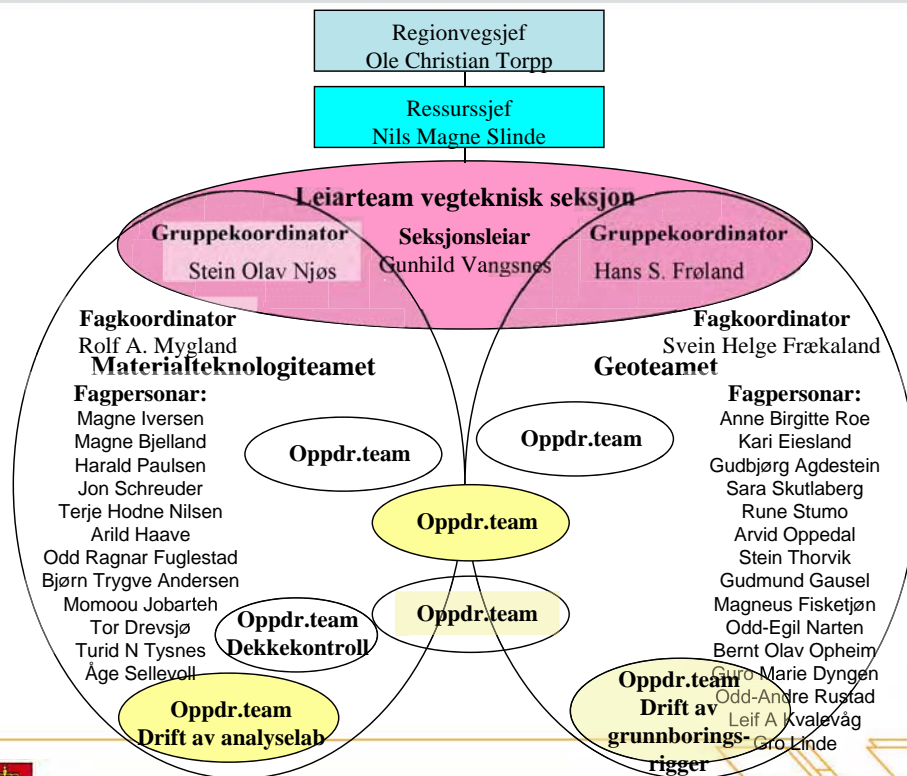 Regionvegsjef
Ole Christian Torpp
Ressurssjef
Nils Magne Slinde
Leiarteam vegteknisk seksjon
Gruppekoordinator
Stein Olav Njøs
Seksjonsleiar
Gunhild Vangsnes
Gruppekoordinator
Hans S. Frøland
Fagkoordinator
Rolf A. Mygland
Materialteknologiteamet
Fagpersonar:
Magne Iversen
Magne Bjelland
Harald Paulsen
Jon Schreuder
Terje Hodne Nilsen
Arild Haave
Odd Ragnar Fuglestad
Bjørn Trygve Andersen
Momoou Jobarteh
Tor Drevsjø
Turid N Tysnes
Åge Sellevoll
Fagkoordinator
Svein Helge Frækaland
Geoteamet
Fagpersonar:
Anne Birgitte Roe
Kari Eiesland
Gudbjørg Agdestein
Sara Skutlaberg
Rune Stumo
Arvid Oppedal
Stein Thorvik
Gudmund Gausel
Magneus Fisketjøn
Odd-Egil Narten
Bernt Olav Opheim
Guro Marie Dyngen
Odd-Andre Rustad
Leif A Kvalevåg
Gro Linde
Oppdr.team
Oppdr.team
Oppdr.team
Oppdr.team
Oppdr.team
Dekkekontroll
Oppdr.team
Drift av analyselab
Oppdr.team
Drift av
grunnborings-
rigger